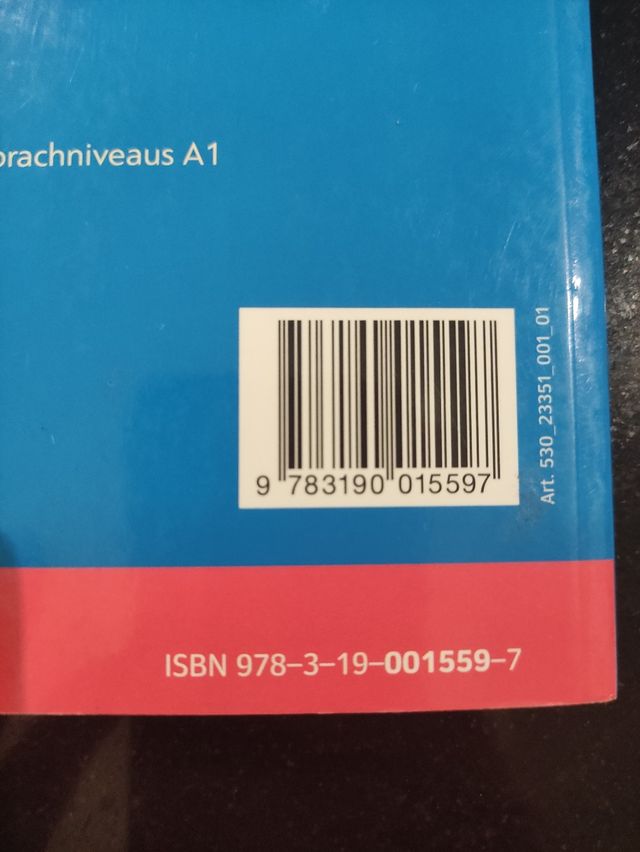 prachniveaus A1
Art. 530_23351_001_01
9 783190 015597
ISBN 978–3–19–001559–7